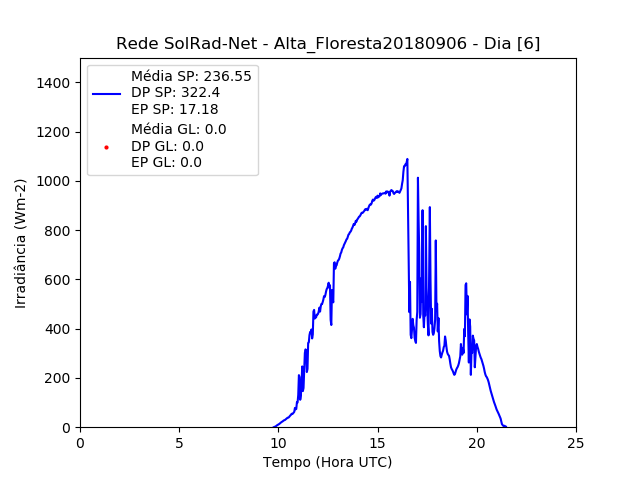 Rede SolRad-Net - Alta_Floresta20180906 - Dia [6]
Média SP: 236.55
DP SP: 322.4
EP SP: 17.18
Média GL: 0.0
DP GL: 0.0
EP GL: 0.0
Irradiância (Wm-2)
1400
1200
1000
800
600
400
200
0
0 5 10 15 20 25
Tempo (Hora UTC)